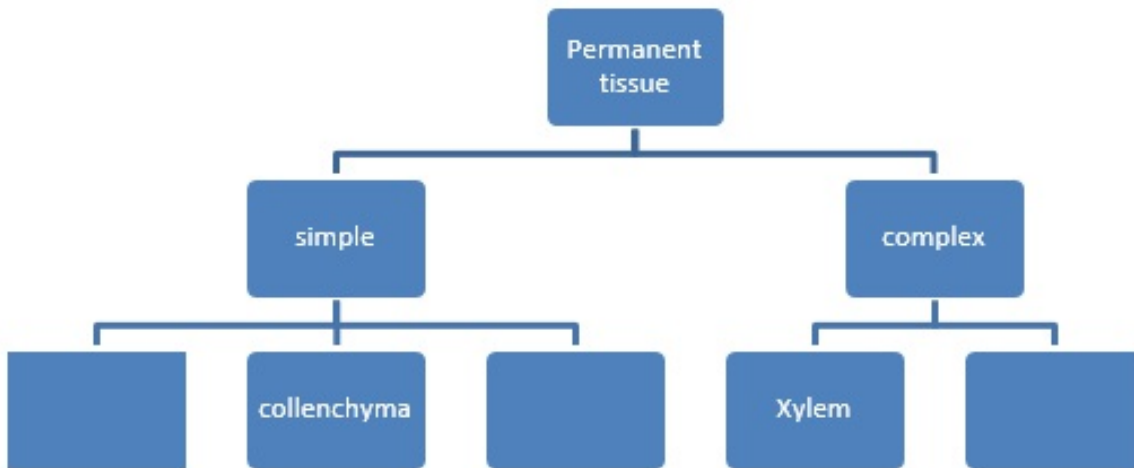 Permanent
tissue
simple
complex
collenchyma
Xylem